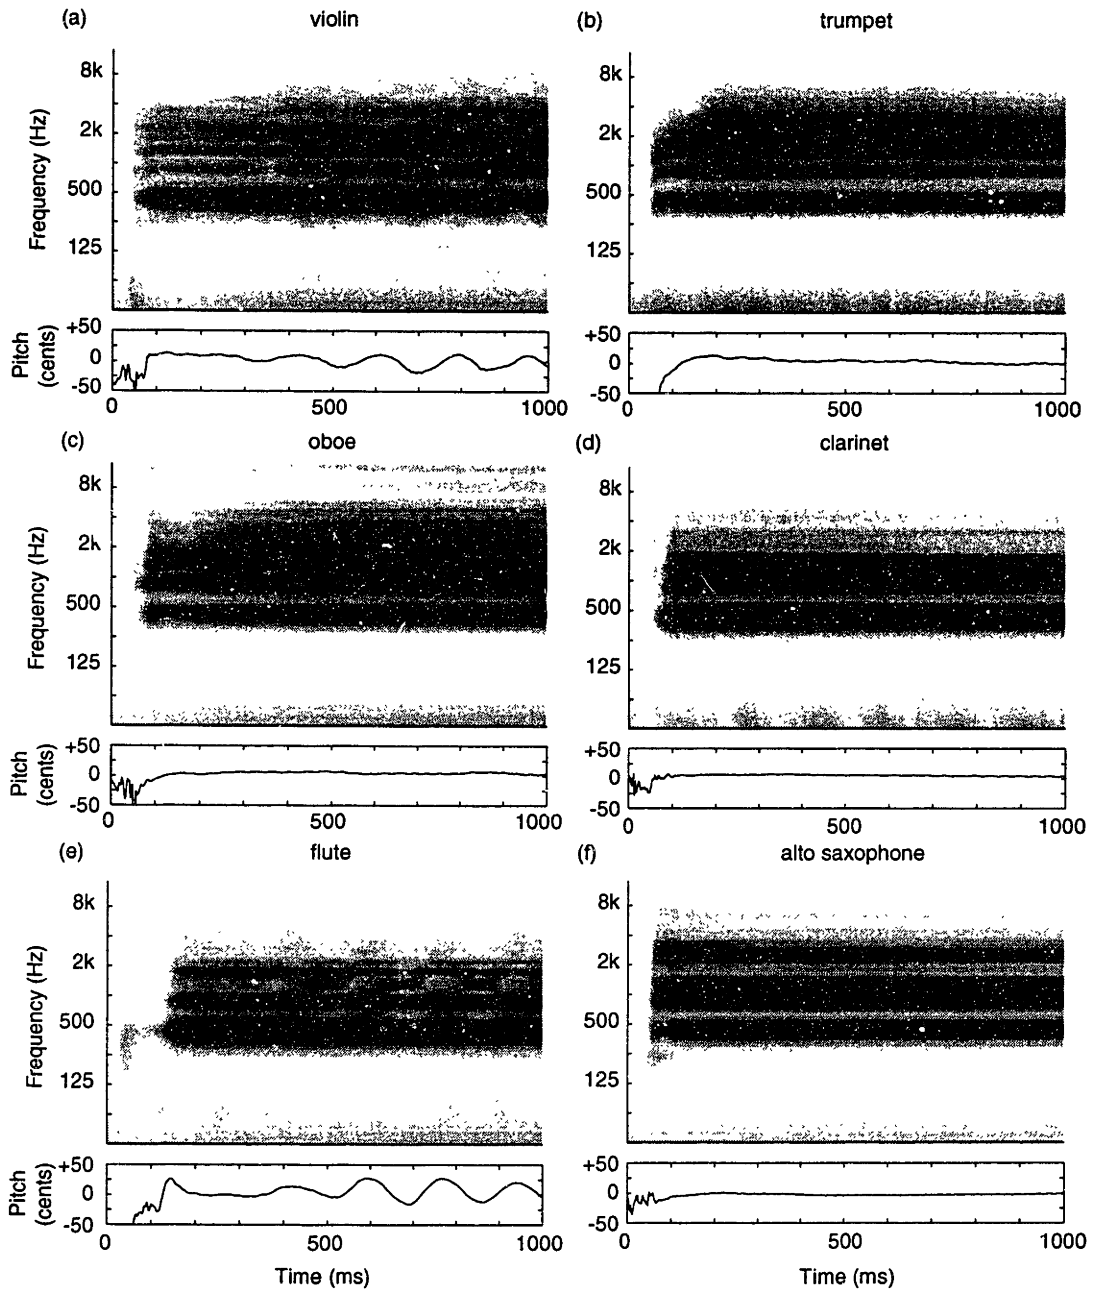 (a) violin
8k
2k
500
125
Frequency (Hz)
+50
0
-50
Pitch
(cents)
0 500 1000
(b) trumpet
8k
2k
500
125
+50
0
-50
0 500 1000
(c) oboe
8k
2k
500
125
Frequency (Hz)
+50
0
-50
Pitch
(cents)
0 500 1000
(d) clarinet
8k
2k
500
125
+50
0
-50
0 500 1000
(e) flute
8k
2k
500
125
Frequency (Hz)
+50
0
-50
Pitch
(cents)
0 500 1000
Time (ms)
(f) alto saxophone
8k
2k
500
125
+50
0
-50
0 500 1000
Time (ms)